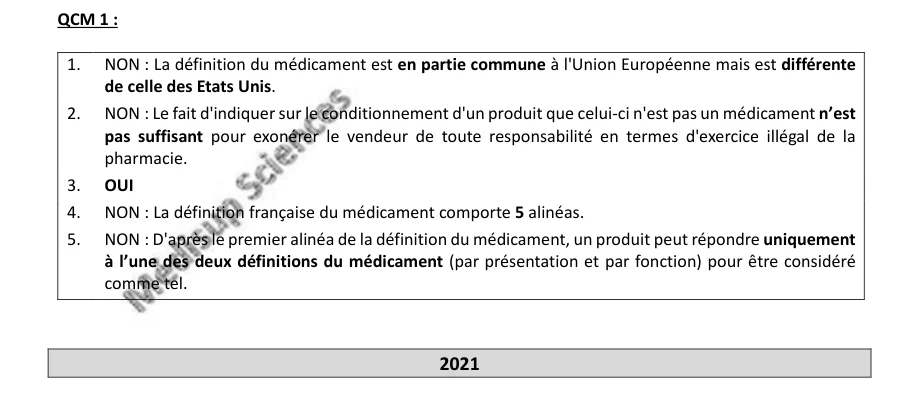 QCM 1 :
1. NON : La définition du médicament est en partie commune à l'Union Européenne mais est différente
de celle des Etats Unis.
2. NON : Le fait d'indiquer sur le conditionnement d'un produit que celui-ci n'est pas un médicament n'est
pas suffisant pour exonérer le vendeur de toute responsabilité en termes d'exercice illégal de la
pharmacie.
3. OUI
4. NON : La définition française du médicament comporte 5 alinéas.
5. NON : D'après le premier alinéa de la définition du médicament, un produit peut répondre uniquement
à l'une des deux définitions du médicament (par présentation et par fonction) pour être considéré
comme tel.
Medisup Sciences
2021